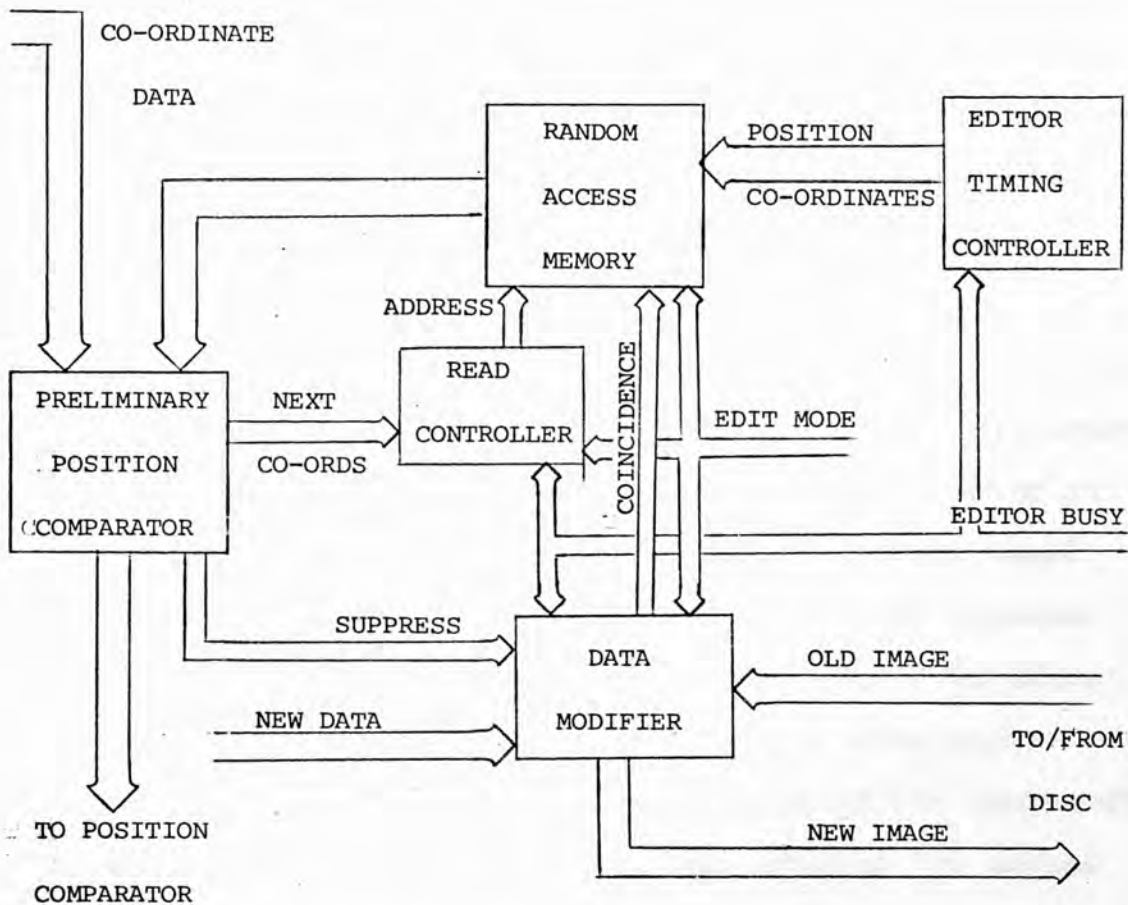 CO-ORDINATE
DATA
RANDOM
ACCESS
MEMORY
POSITION
CO-ORDINATES
EDITOR
TIMING
CONTROLLER
ADDRESS
READ
CONTROLLER
PRELIMINARY
POSITION
COMPARATOR
NEXT
CO-ORDS
COINCIDENCE
EDIT MODE
EDITOR BUSY
SUPPRESS
DATA
MODIFIER
OLD IMAGE
NEW DATA
TO/FROM
DISC
NEW IMAGE
TO POSITION
COMPARATOR